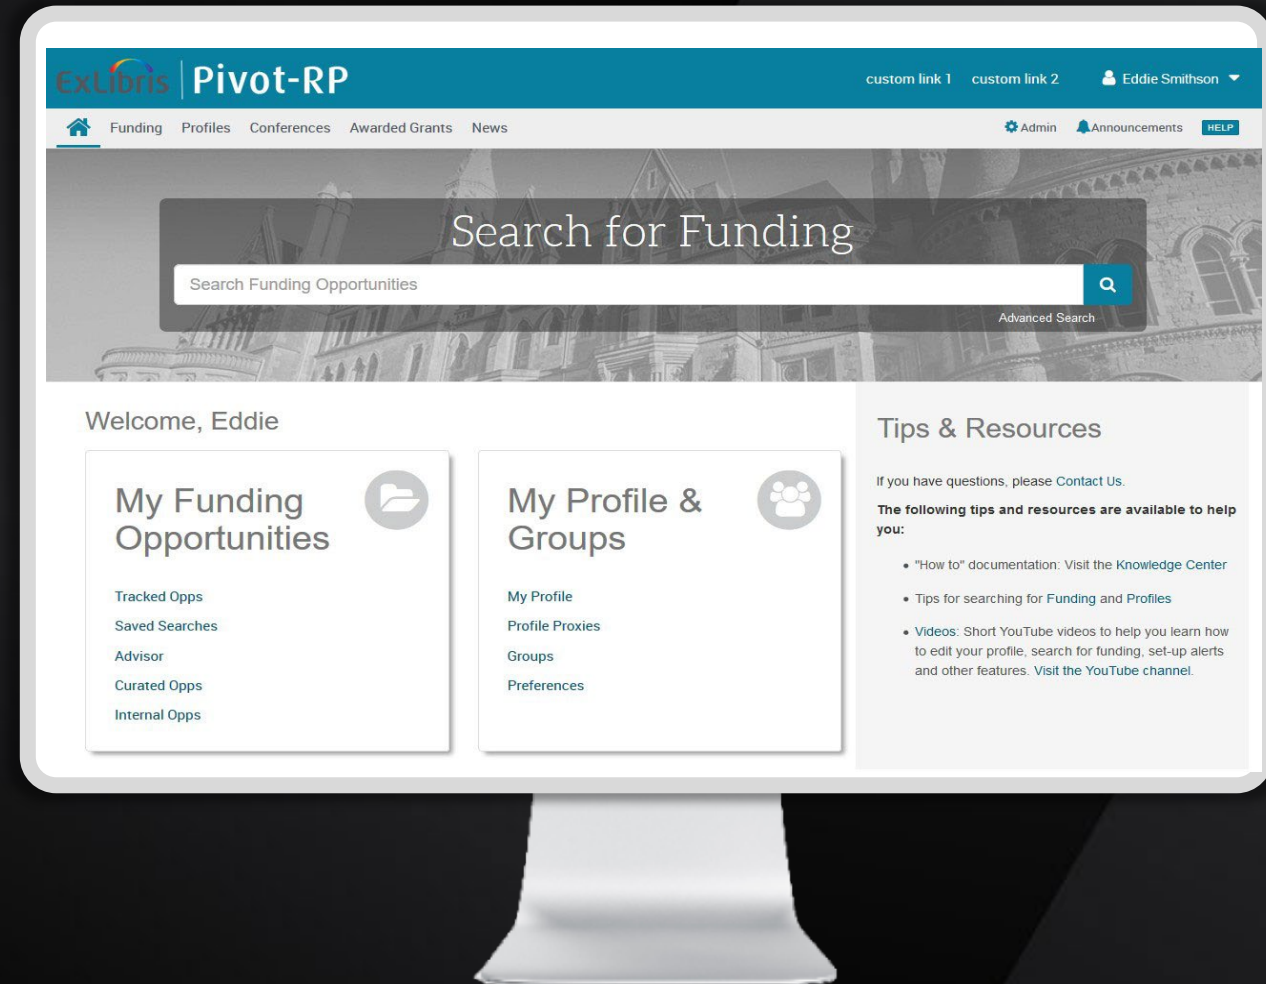 ExLibris | Pivot-RP
custom link 1 custom link 2 Eddie Smithson
Funding Profiles Conferences Awarded Grants News
Admin Announcements HELP
Search for Funding
Search Funding Opportunities
Advanced Search
Welcome, Eddie
My Funding
Opportunities
Tracked Opps
Saved Searches
Advisor
Curated Opps
Internal Opps
My Profile &
Groups
My Profile
Profile Proxies
Groups
Preferences
Tips & Resources
If you have questions, please Contact Us.
The following tips and resources are available to help
you:
• "How to" documentation: Visit the Knowledge Center
• Tips for searching for Funding and Profiles
• Videos: Short YouTube videos to help you learn how
to edit your profile, search for funding, set-up alerts
and other features. Visit the YouTube channel.